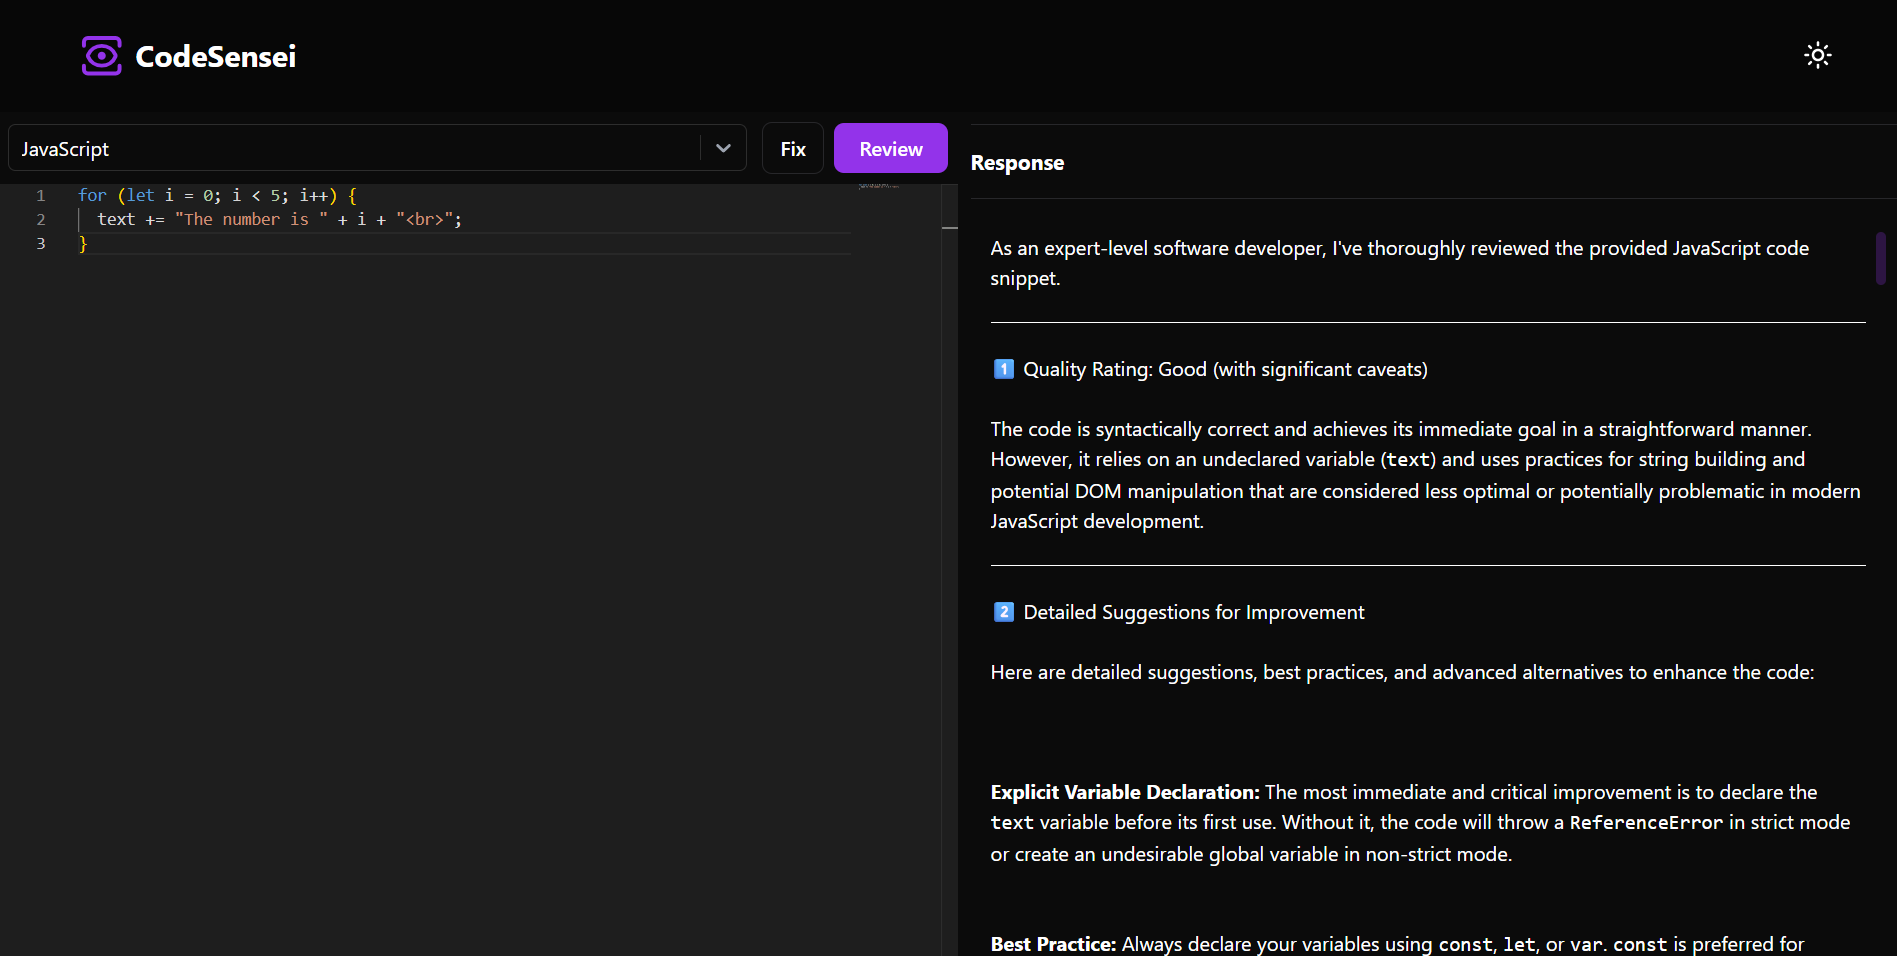 CodeSensei
JavaScript
Fix
Review
1 for (let i = 0; i < 5; i++) {
2 text += "The number is " + i + "<br>";
3 }
Response
As an expert-level software developer, I've thoroughly reviewed the provided JavaScript code
snippet.
1 Quality Rating: Good (with significant caveats)
The code is syntactically correct and achieves its immediate goal in a straightforward manner.
However, it relies on an undeclared variable (text) and uses practices for string building and
potential DOM manipulation that are considered less optimal or potentially problematic in modern
JavaScript development.
2 Detailed Suggestions for Improvement
Here are detailed suggestions, best practices, and advanced alternatives to enhance the code:
Explicit Variable Declaration: The most immediate and critical improvement is to declare the
text variable before its first use. Without it, the code will throw a ReferenceError in strict mode
or create an undesirable global variable in non-strict mode.
Best Practice: Always declare your variables using const, let, or var. const is preferred for